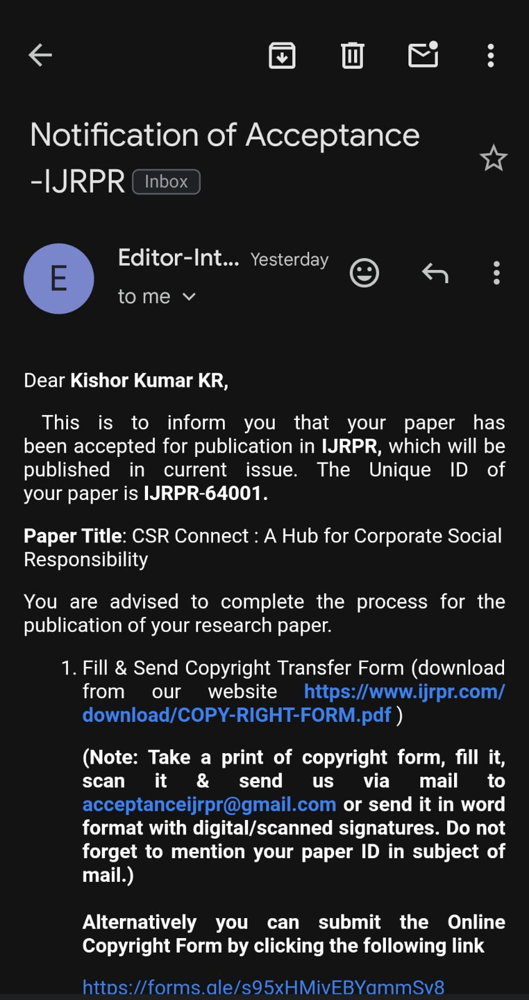 Notification of Acceptance
-IJRPR Inbox
E
Editor-Int... Yesterday
to me
Dear Kishor Kumar KR,
This is to inform you that your paper has
been accepted for publication in IJRPR, which will be
published in current issue. The Unique ID of
your paper is IJRPR-64001.
Paper Title: CSR Connect : A Hub for Corporate Social
Responsibility
You are advised to complete the process for the
publication of your research paper.
1. Fill & Send Copyright Transfer Form (download
from our website https://www.ijrpr.com/
download/COPY-RIGHT-FORM.pdf )
(Note: Take a print of copyright form, fill it,
scan it & send us via mail to
acceptanceijrpr@gmail.com or send it in word
format with digital/scanned signatures. Do not
forget to mention your paper ID in subject of
mail.)
Alternatively you can submit the Online
Copyright Form by clicking the following link
https://forms.gle/s95xHMivEBYqmmSv8